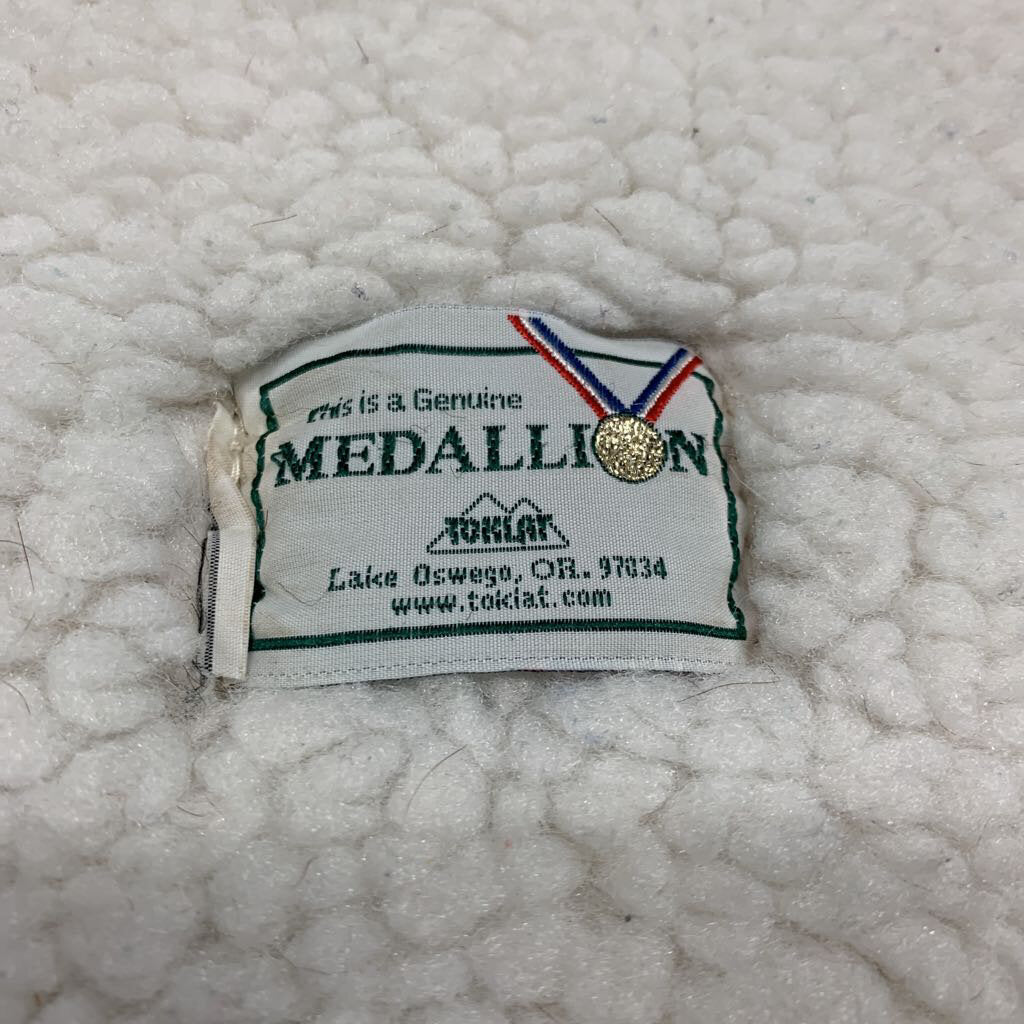 This is a Genuine
MEDALLION
TOKLAT
Lake Oswego, OR. 97034
www.toklat.com